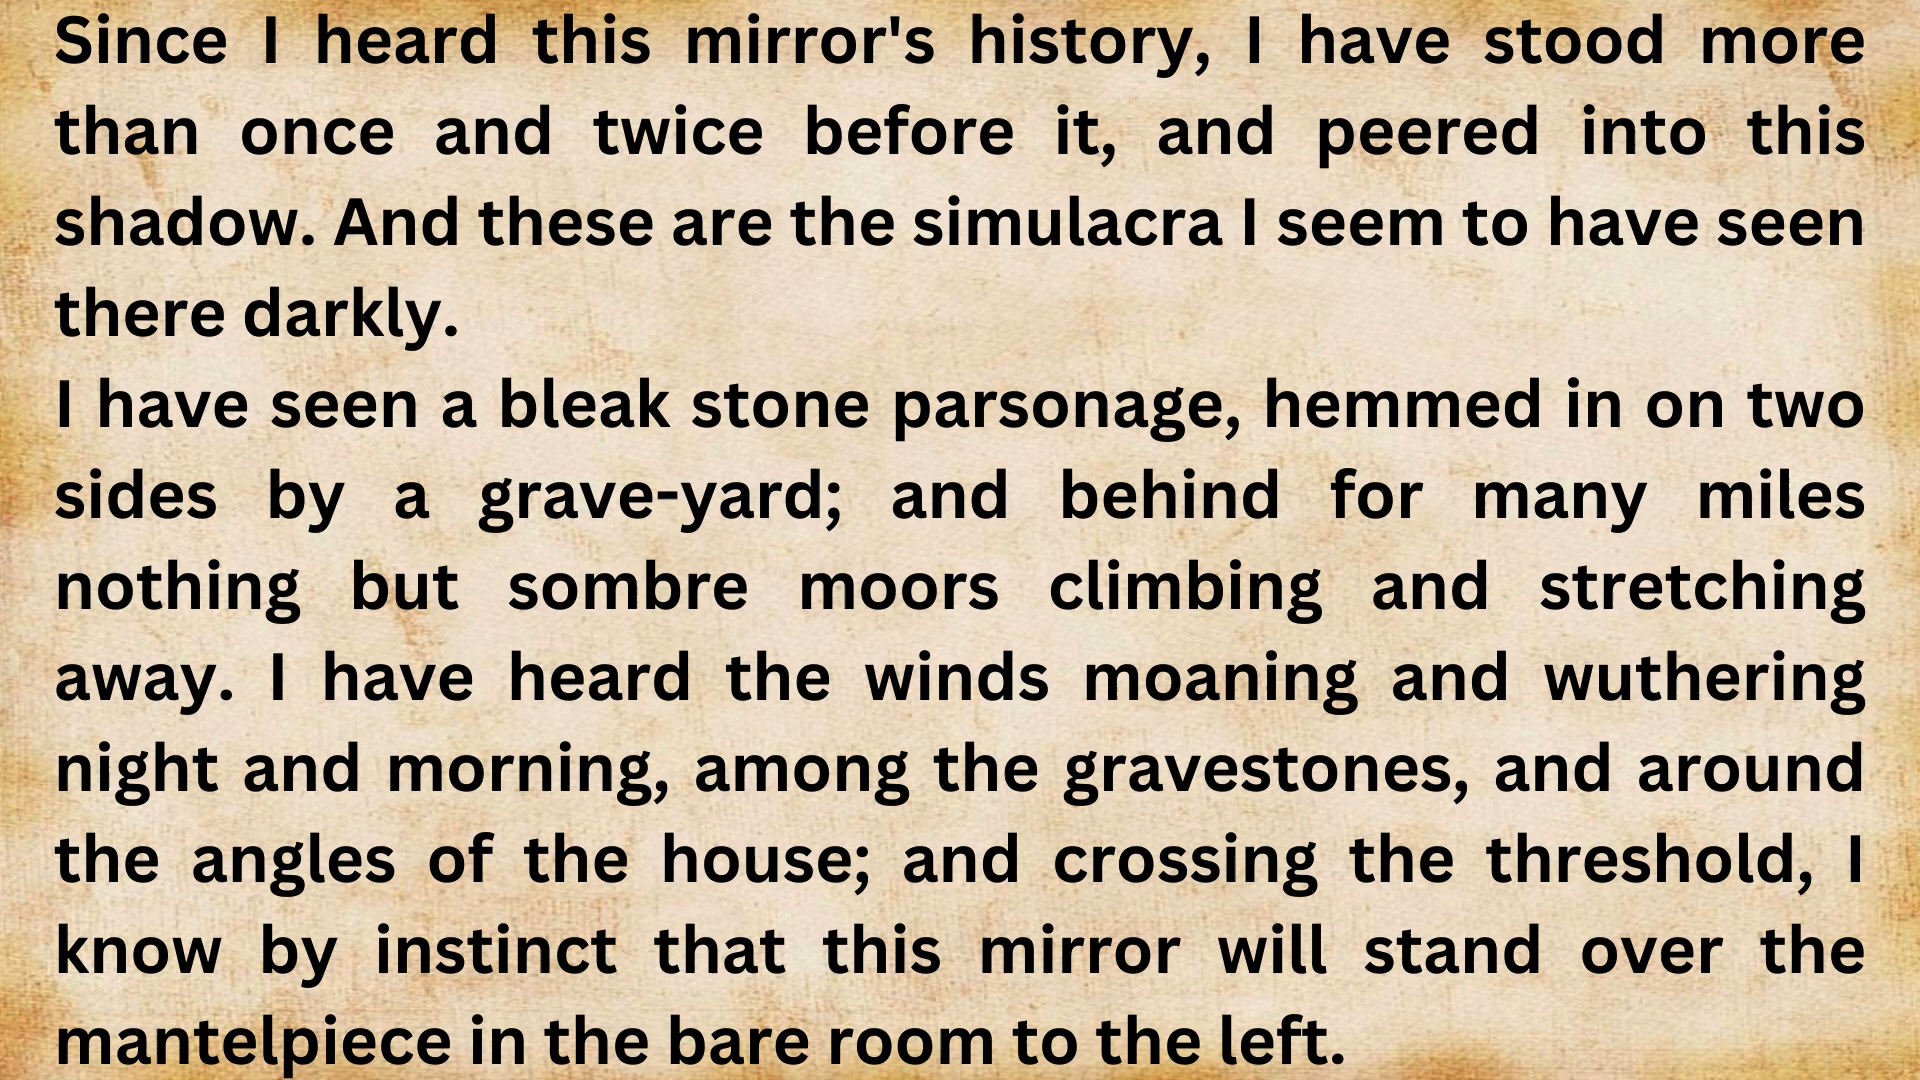 Since I heard this mirror's history, I have stood more
than once and twice before it, and peered into this
shadow. And these are the simulacra I seem to have seen
there darkly.
I have seen a bleak stone parsonage, hemmed in on two
sides by a grave-yard; and behind for many miles
nothing but sombre moors climbing and stretching
away. I have heard the winds moaning and wuthering
night and morning, among the gravestones, and around
the angles of the house; and crossing the threshold, I
know by instinct that this mirror will stand over the
mantelpiece in the bare room to the left.